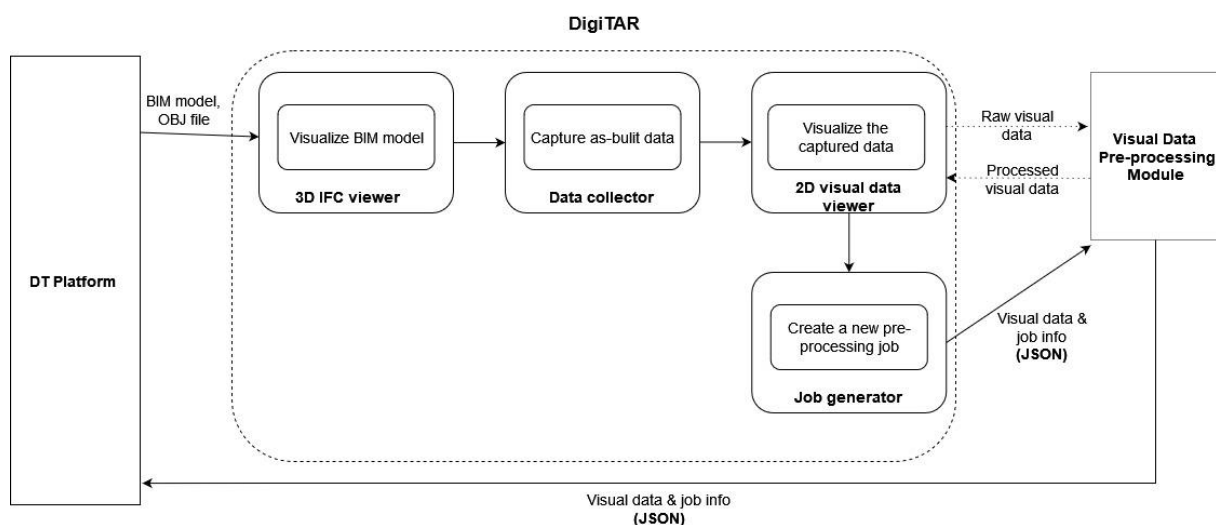 DigiTAR
DT Platform
BIM model,
OBJ file
Visualize BIM model
3D IFC viewer
Capture as-bulit data
Data collector
Visualize the
captured data
2D visual data
viewer
Raw visual
data
Processed
visual data
Visual Data
Pre-processing
Module
Create a new pre-
processing job
Job generator
Visual data &
job info
(JSON)
Visual data & job info
(JSON)